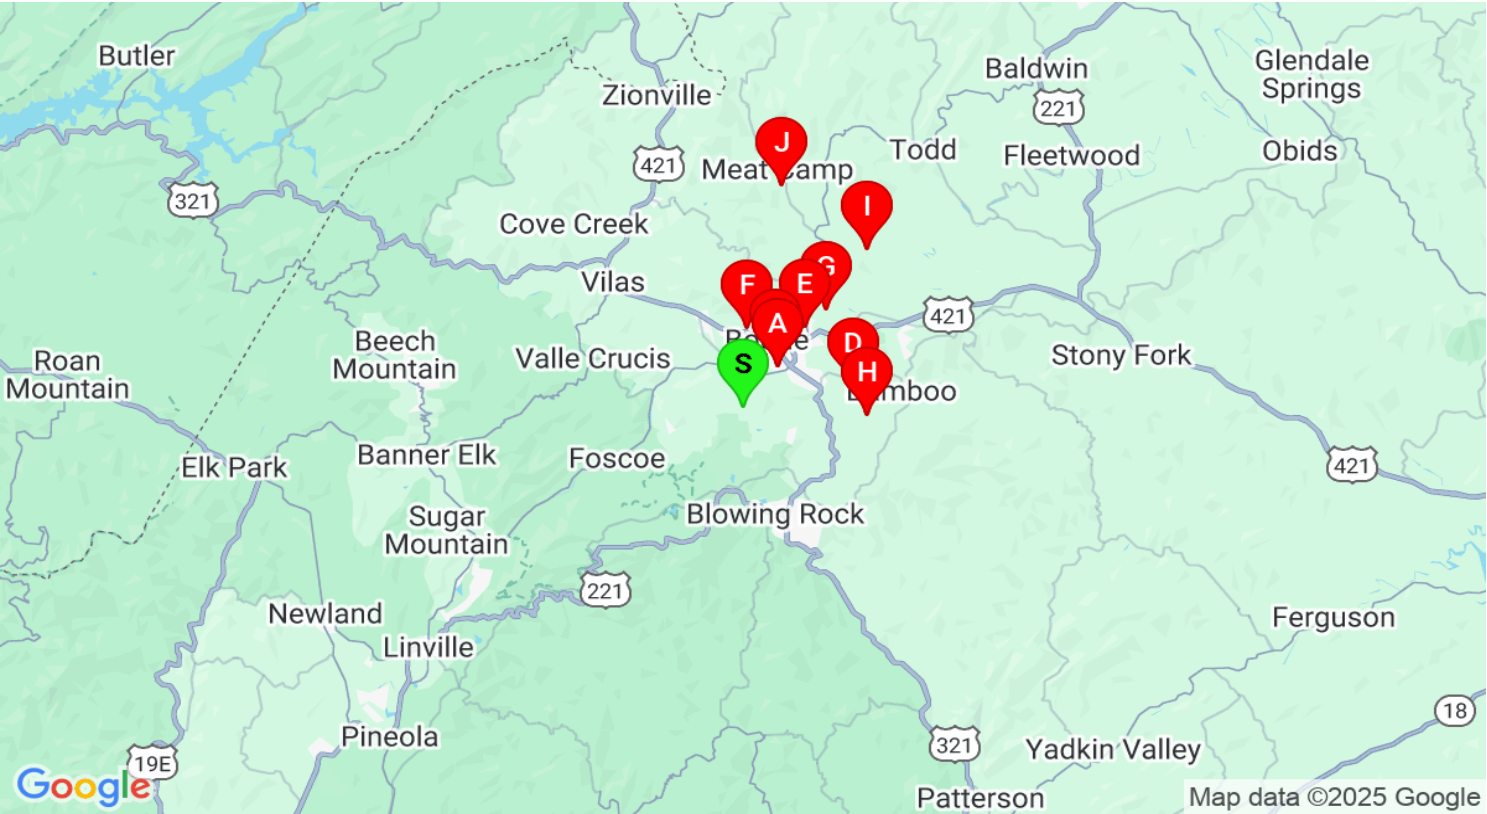 Butler
Baldwin
Glendale
Springs
Zionville
221
J
Todd
Obids
421
Meat Camp
Fleetwood
321
I
Cove Creek
G
E
Vilas
F
421
A
D
Beech
Mountain
S
Valle Crucis
Roan
Mountain
Stony Fork
H
Banner Elk
Foscoe
Elk Park
421
Sugar
Mountain
Blowing Rock
221
Newland
Ferguson
Linville
18
Pineola
321
Yadkin Valley
19E
Google
Patterson
Map data ©2025 Google